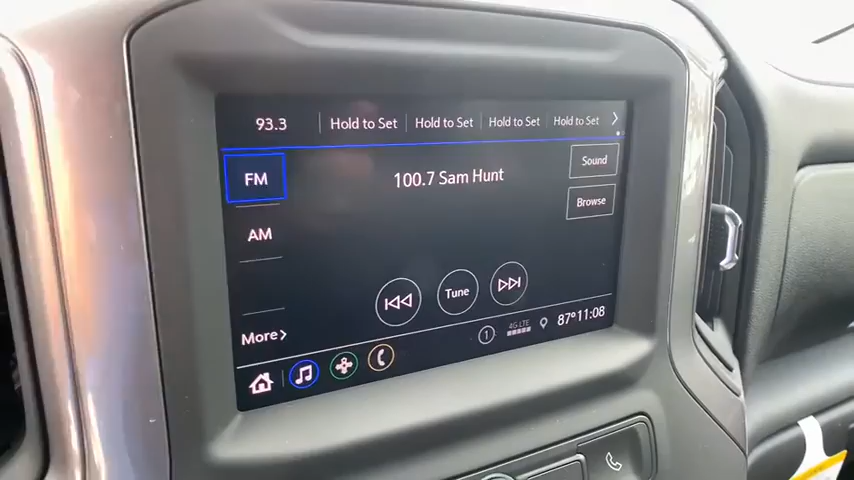 93.3 Hold to Set Hold to Set Hold to Set Hold to Set
FM
100.7 Sam Hunt
Sound
Browse
AM
Tune
More
1 4G LTE 87° 11:08